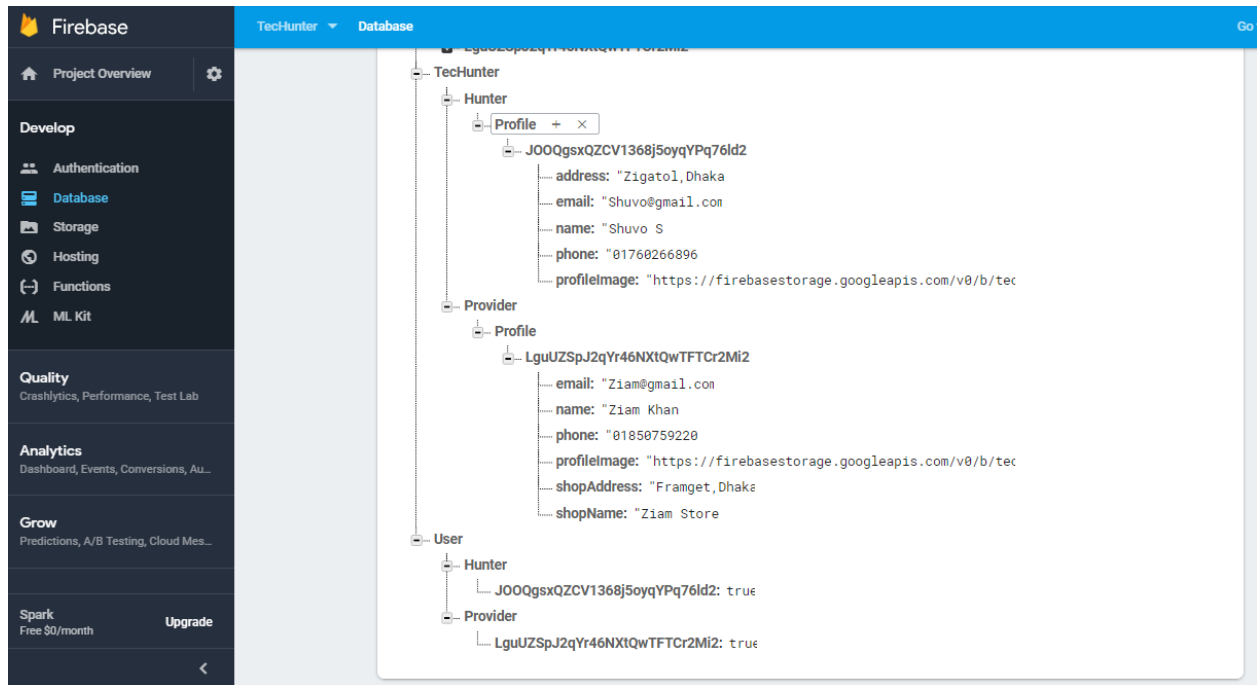 Firebase
TecHunter Database Go
Project Overview
Develop
Authentication
Database
Storage
Hosting
Functions
ML Kit
Quality
Crashlytics, Performance, Test Lab
Analytics
Dashboard, Events, Conversions, Au...
Grow
Predictions, A/B Testing, Cloud Mes...
Spark
Free $0/month
Upgrade
TecHunter
Hunter
Profile
JOOQgsxQZCV1368j5oyqYPq76ld2
address: "Zigatol,Dhaka
email: "Shuvo@gmail.com
name: "Shuvo S
phone: "01760266896
profileImage: "https://firebasestorage.googleapis.com/v0/b/tec
Provider
Profile
LguUZSpJ2qYr46NXtQwTFTCr2Mi2
email: "Ziam@gmail.com
name: "Ziam Khan
phone: "01850759220
profileImage: "https://firebasestorage.googleapis.com/v0/b/tec
shopAddress: "Framget,Dhaka
shopName: "Ziam Store
User
Hunter
JOOQgsxQZCV1368j5oyqYPq76ld2: true
Provider
LguUZSpJ2qYr46NXtQwTFTCr2Mi2: true